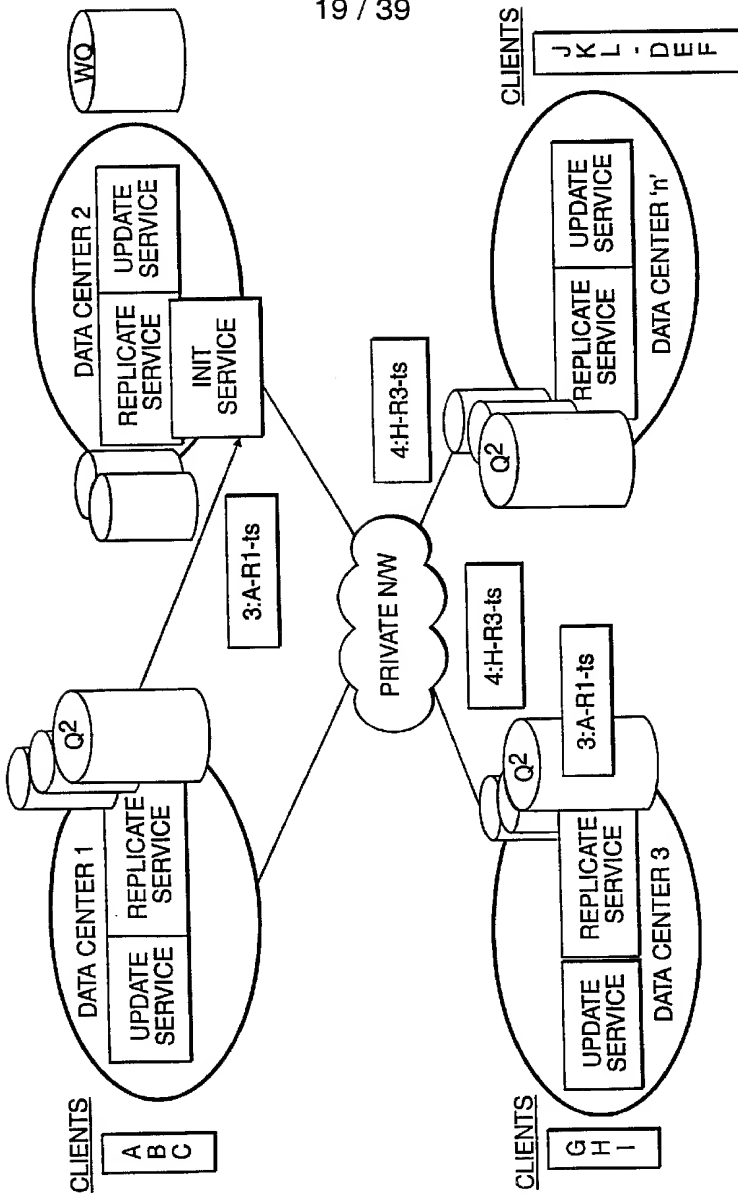 19 / 39
CLIENTS
A
B
C
DATA CENTER 1
UPDATE
SERVICE
REPLICATE
SERVICE
Q2
3:A-R1-ts
DATA CENTER 2
REPLICATE
SERVICE
UPDATE
SERVICE
INIT
SERVICE
WQ
PRIVATE N/W
4:H-R3-ts
4:H-R3-ts
CLIENTS
G
H
I
UPDATE
SERVICE
REPLICATE
SERVICE
DATA CENTER 3
Q2
3:A-R1-ts
Q2
REPLICATE
SERVICE
UPDATE
SERVICE
DATA CENTER 'n'
CLIENTS
J
K
L
-
D
E
F